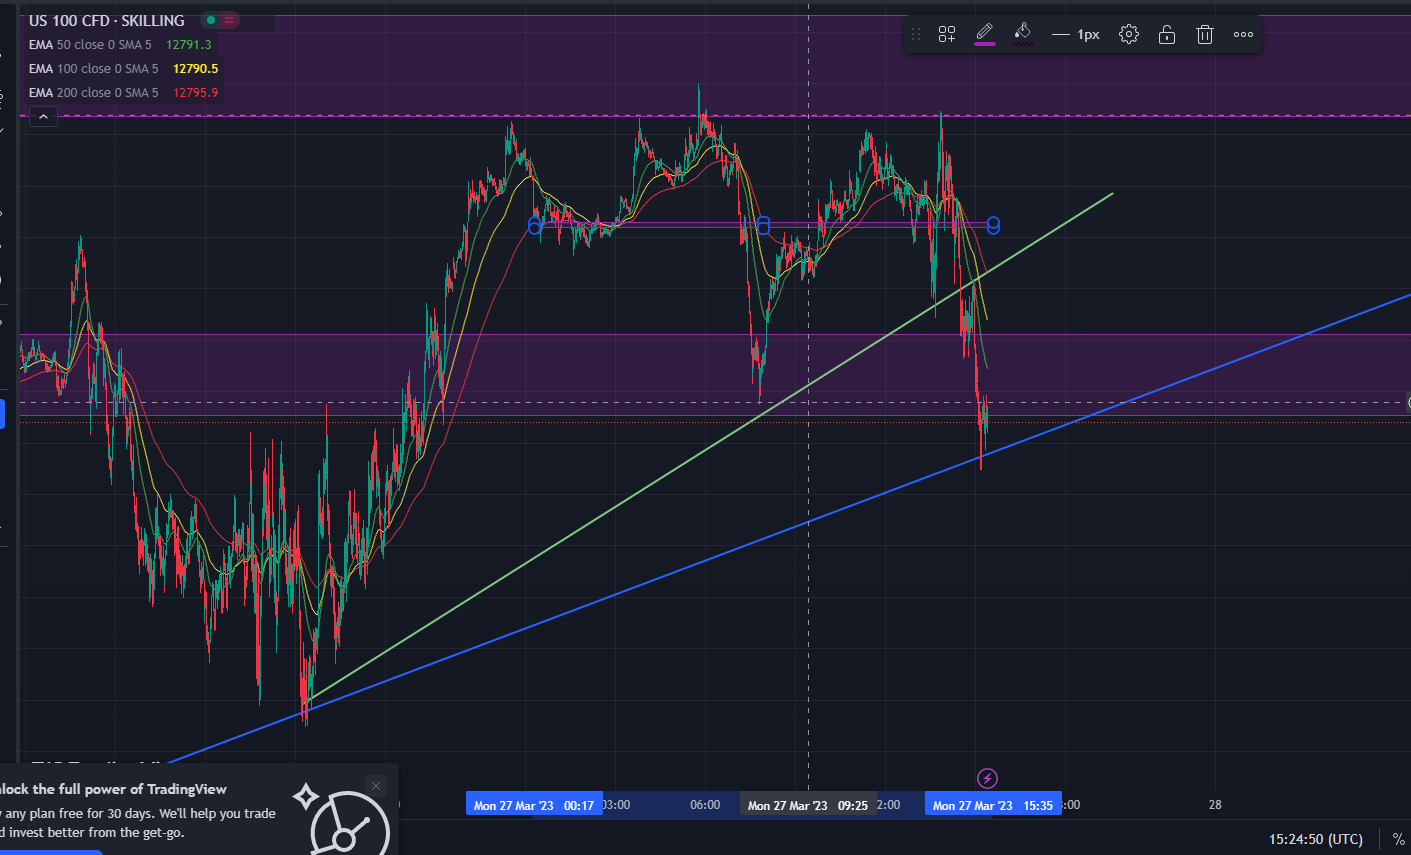 US 100 CFD · SKILLING
EMA 50 close 0 SMA 5 12791.3
EMA 100 close 0 SMA 5 12790.5
EMA 200 close 0 SMA 5 12795.9
1px
lock the full power of TradingView
any plan free for 30 days. We'll help you trade
invest better from the get-go.
Mon 27 Mar '23 00:17
03:00
06:00
Mon 27 Mar '23 09:25
2:00
Mon 27 Mar '23 15:35
:00
28
15:24:50 (UTC)
%